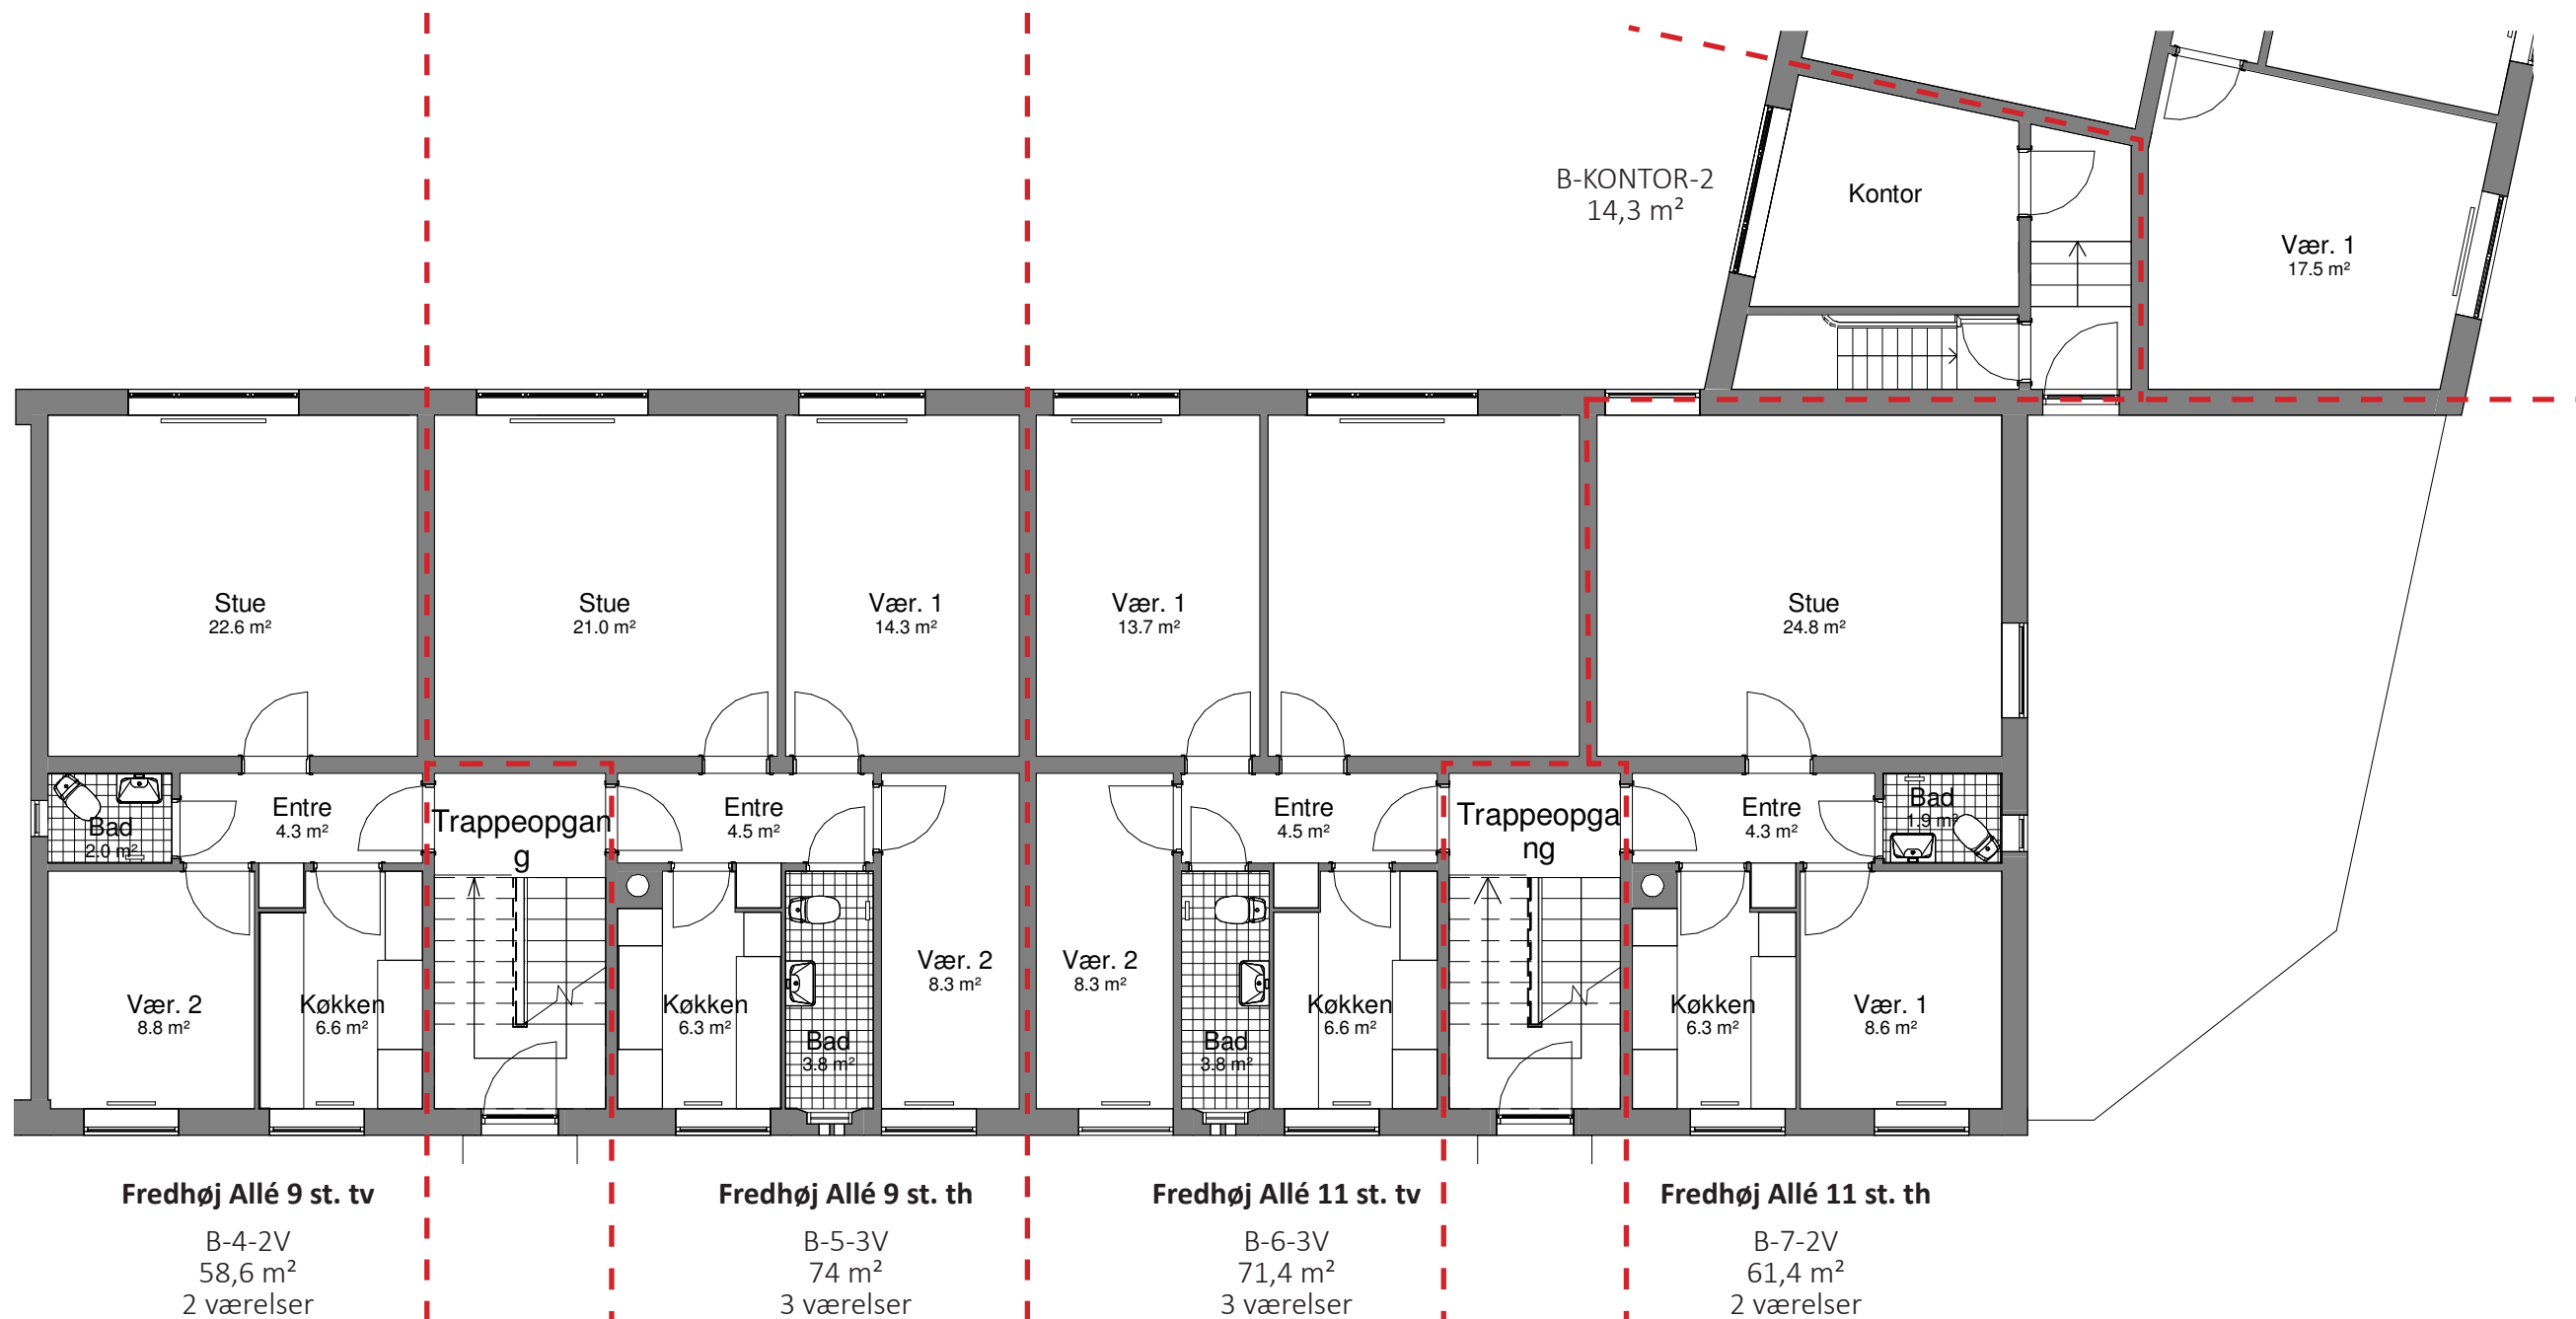 B-KONTOR-2
14,3 m²
Kontor
Vær. 1
17.5 m²
Stue
22.6 m²
Stue
21.0 m²
Vær. 1
14.3 m²
Vær. 1
13.7 m²
Stue
24.8 m²
Bad
2.0 m²
Entre
4.3 m²
Trappeopgan
g
Entre
4.5 m²
Entre
4.5 m²
Trappeopga
ng
Entre
4.3 m²
Bad
1.9 m²
Vær. 2
8.8 m²
Køkken
6.6 m²
Køkken
6.3 m²
Bad
3.8 m²
Vær. 2
8.3 m²
Vær. 2
8.3 m²
Bad
3.8 m²
Køkken
6.6 m²
Køkken
6.3 m²
Vær. 1
8.6 m²
Fredhøj Allé 9 st. tv
B-4-2V
58,6 m²
2 værelser
Fredhøj Allé 9 st. th
B-5-3V
74 m²
3 værelser
Fredhøj Allé 11 st. tv
B-6-3V
71,4 m²
3 værelser
Fredhøj Allé 11 st. th
B-7-2V
61,4 m²
2 værelser